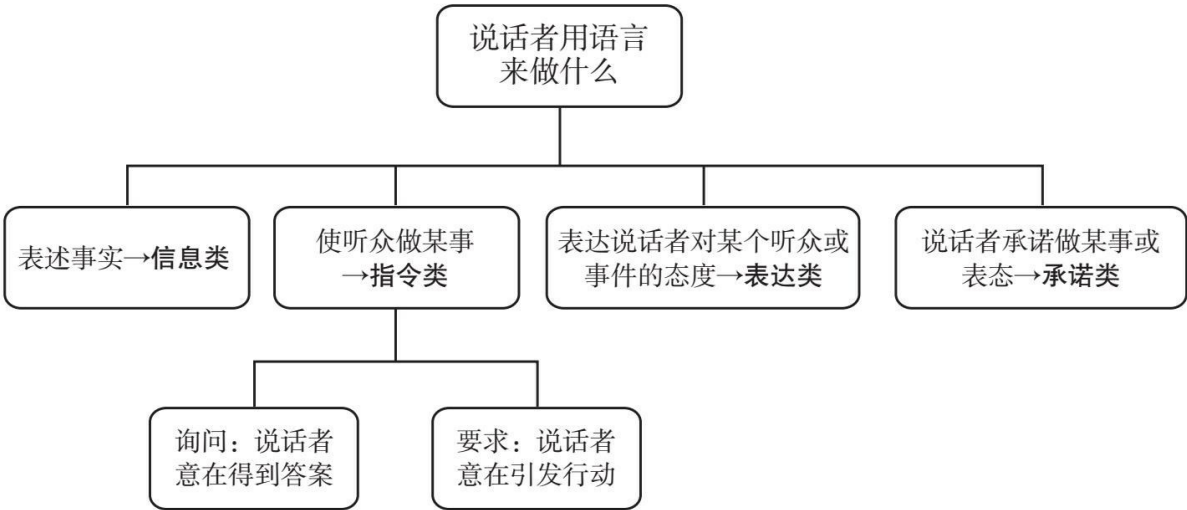 说话者用语言
来做什么
表述事实→信息类
使听众做某事
→指令类
表达说话者对某个听众或
事件的态度→表达类
说话者承诺做某事或
表态→承诺类
询问：说话者
意在得到答案
要求：说话者
意在引发行动